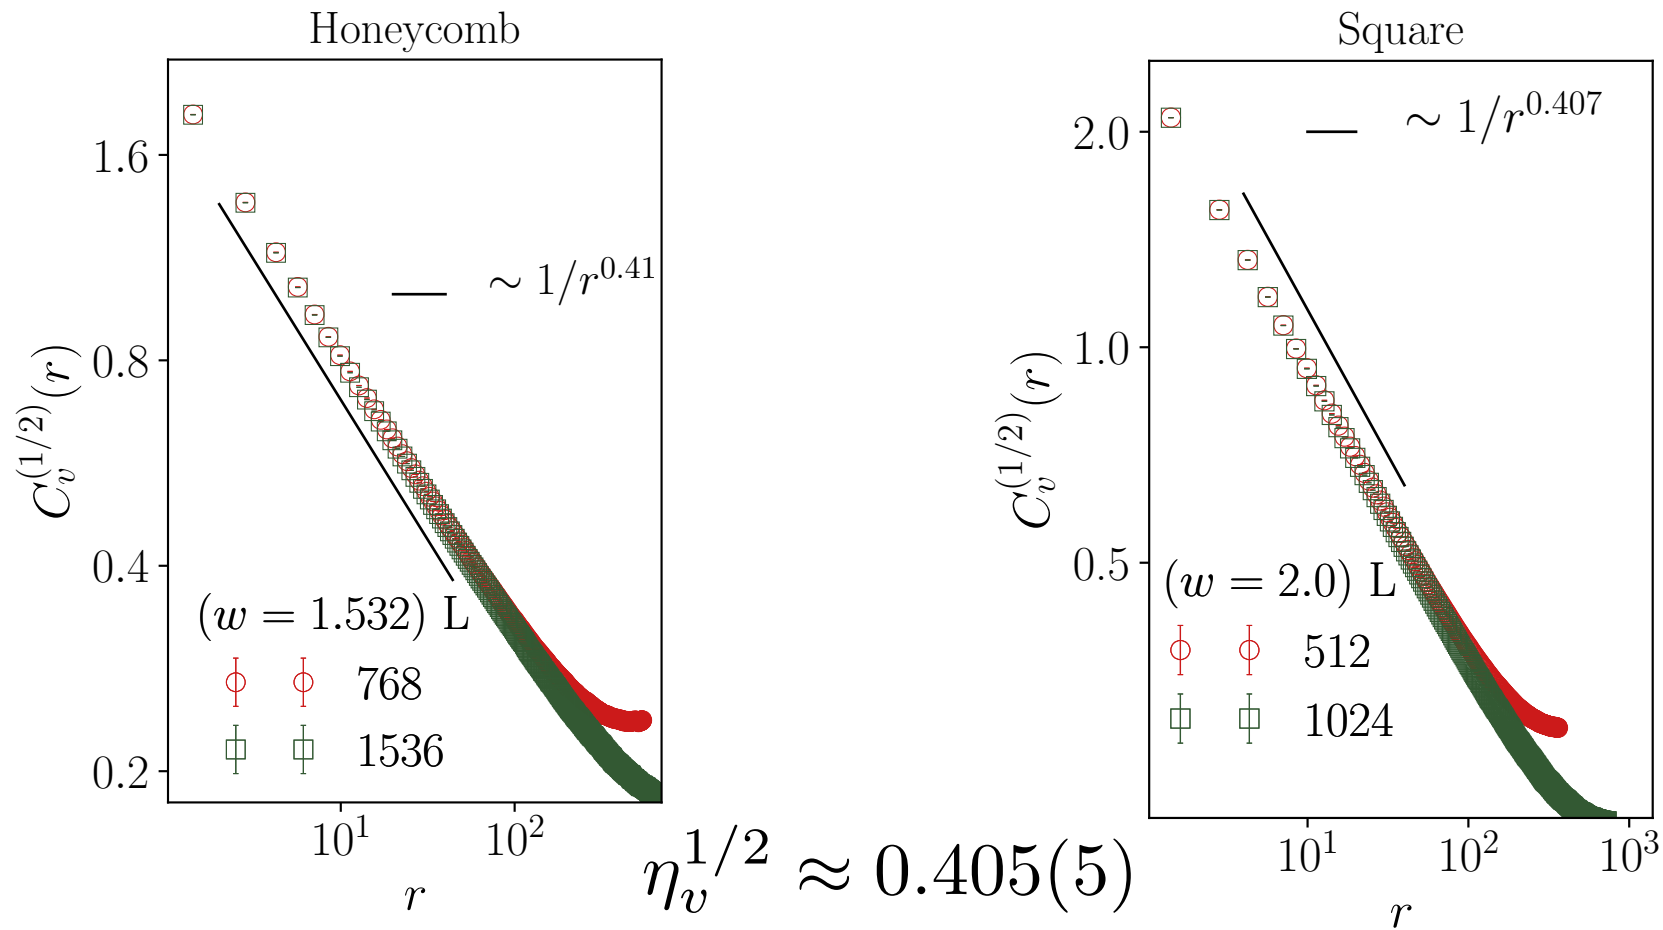 Honeycomb
1.6
0.8
0.4
0.2
C_v^{(1/2)}(r)
∼ 1/r^{0.41}
(w = 1.532) L
768
1536
10^1
10^2
r
Square
2.0
1.0
0.5
C_v^{(1/2)}(r)
∼ 1/r^{0.407}
(w = 2.0) L
512
1024
10^1
10^2
10^3
r
η_v^{1/2} ≈ 0.405(5)